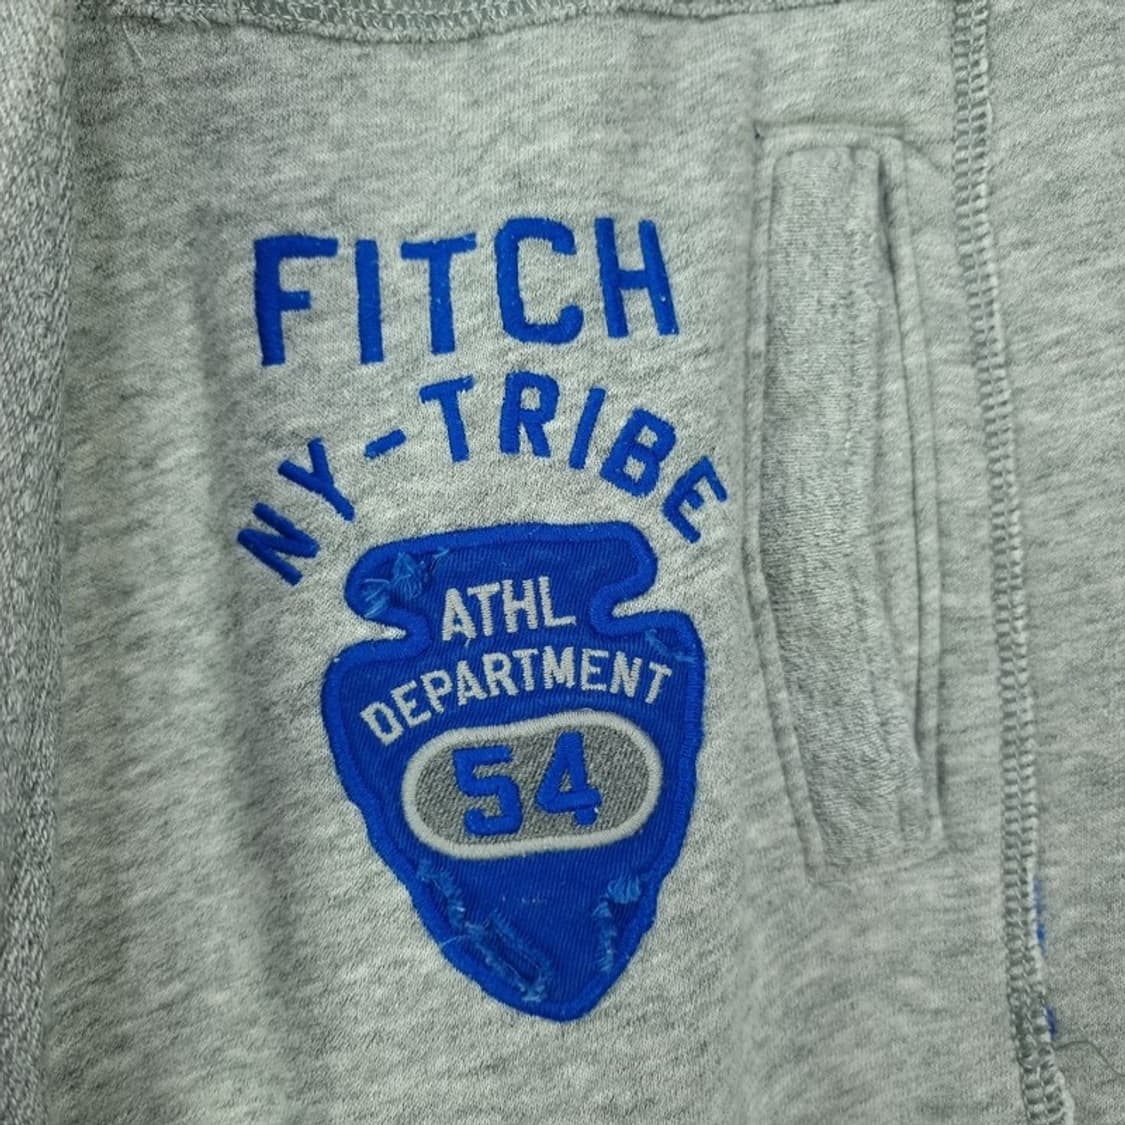 FITCH
NY-TRIBE
ATHL
DEPARTMENT
54